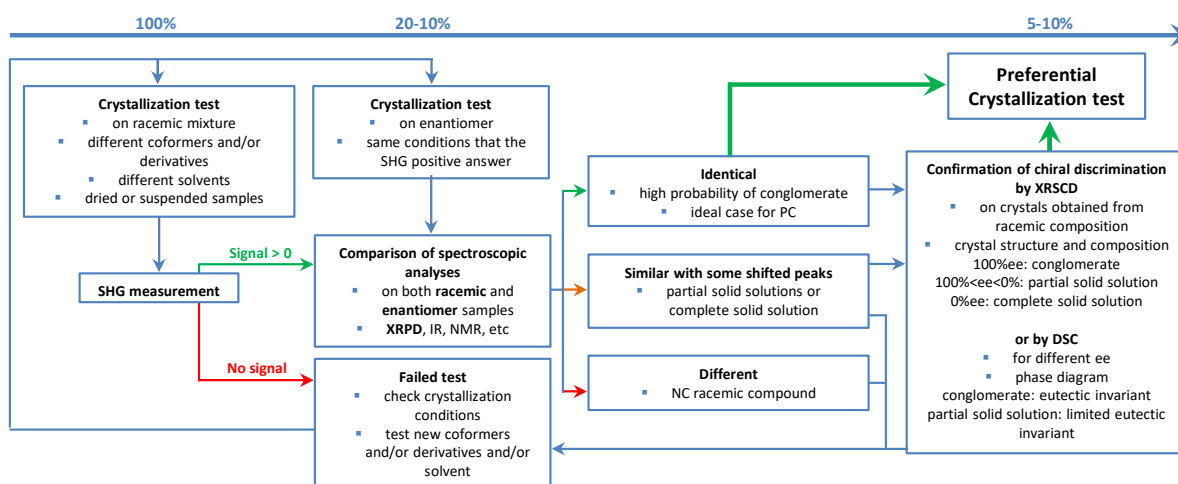 100%
20-10%
5-10%
Crystallization test
▪ on racemic mixture
▪ different coformers and/or
derivatives
▪ different solvents
▪ dried or suspended samples
SHG measurement
Signal > 0
No signal
Crystallization test
▪ on enantiomer
▪ same conditions that the
SHG positive answer
Comparison of spectroscopic
analyses
▪ on both racemic and
enantiomer samples
▪ XRPD, IR, NMR, etc
Failed test
▪ check crystallization
conditions
▪ test new coformers
and/or derivatives and/or
solvent
Identical
▪ high probability of conglomerate
▪ ideal case for PC
Similar with some shifted peaks
▪ partial solid solutions or
complete solid solution
Different
▪ NC racemic compound
Preferential
Crystallization test
Confirmation of chiral discrimination
by XRSCD
▪ on crystals obtained from
racemic composition
▪ crystal structure and composition
100%ee: conglomerate
100%<ee<0%: partial solid solution
0%ee: complete solid solution
or by DSC
▪ for different ee
▪ phase diagram
conglomerate: eutectic invariant
partial solid solution: limited eutectic
invariant